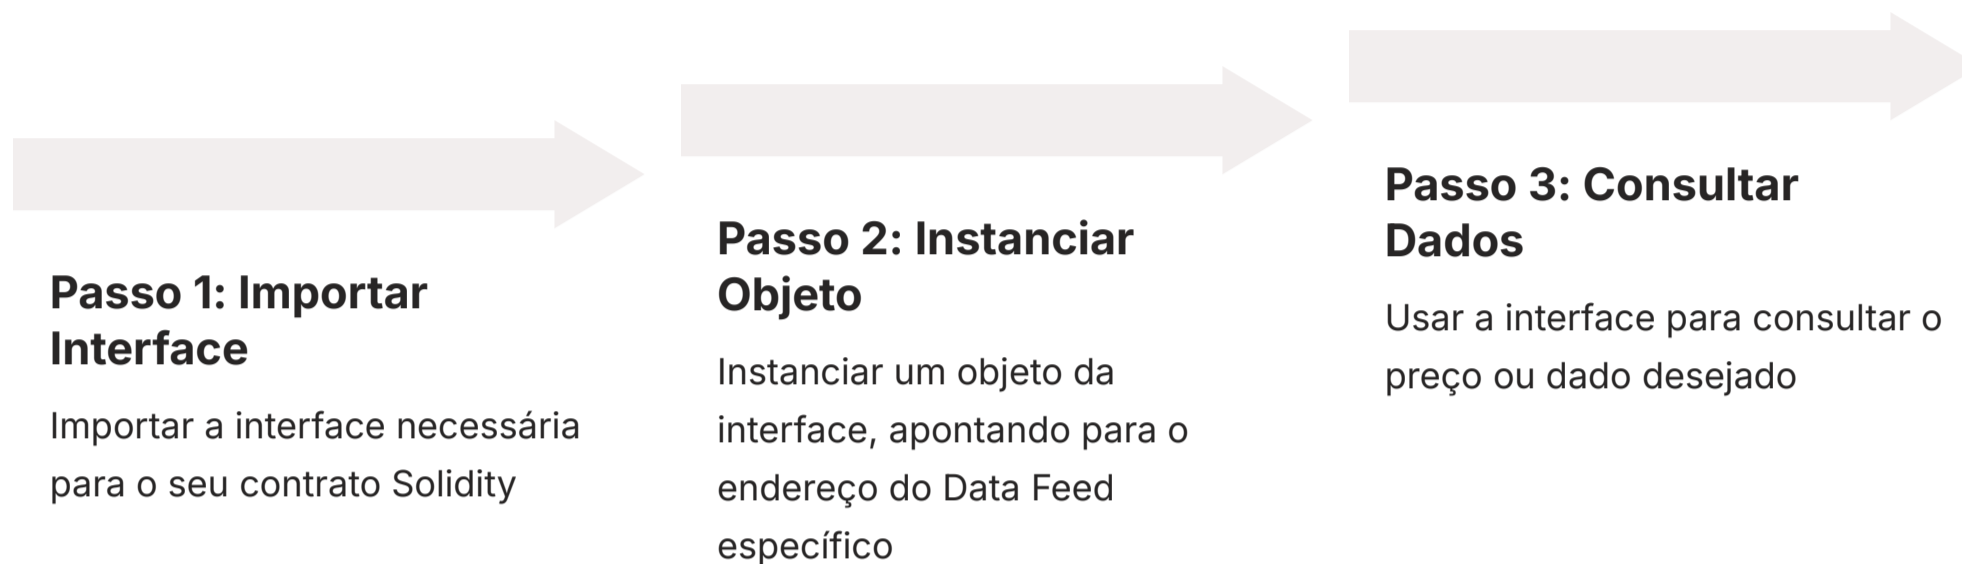 Passo 1: Importar
Interface
Importar a interface necessária
para o seu contrato Solidity
Passo 2: Instanciar
Objeto
Instanciar um objeto da
interface, apontando para o
endereço do Data Feed
específico
Passo 3: Consultar
Dados
Usar a interface para consultar o
preço ou dado desejado